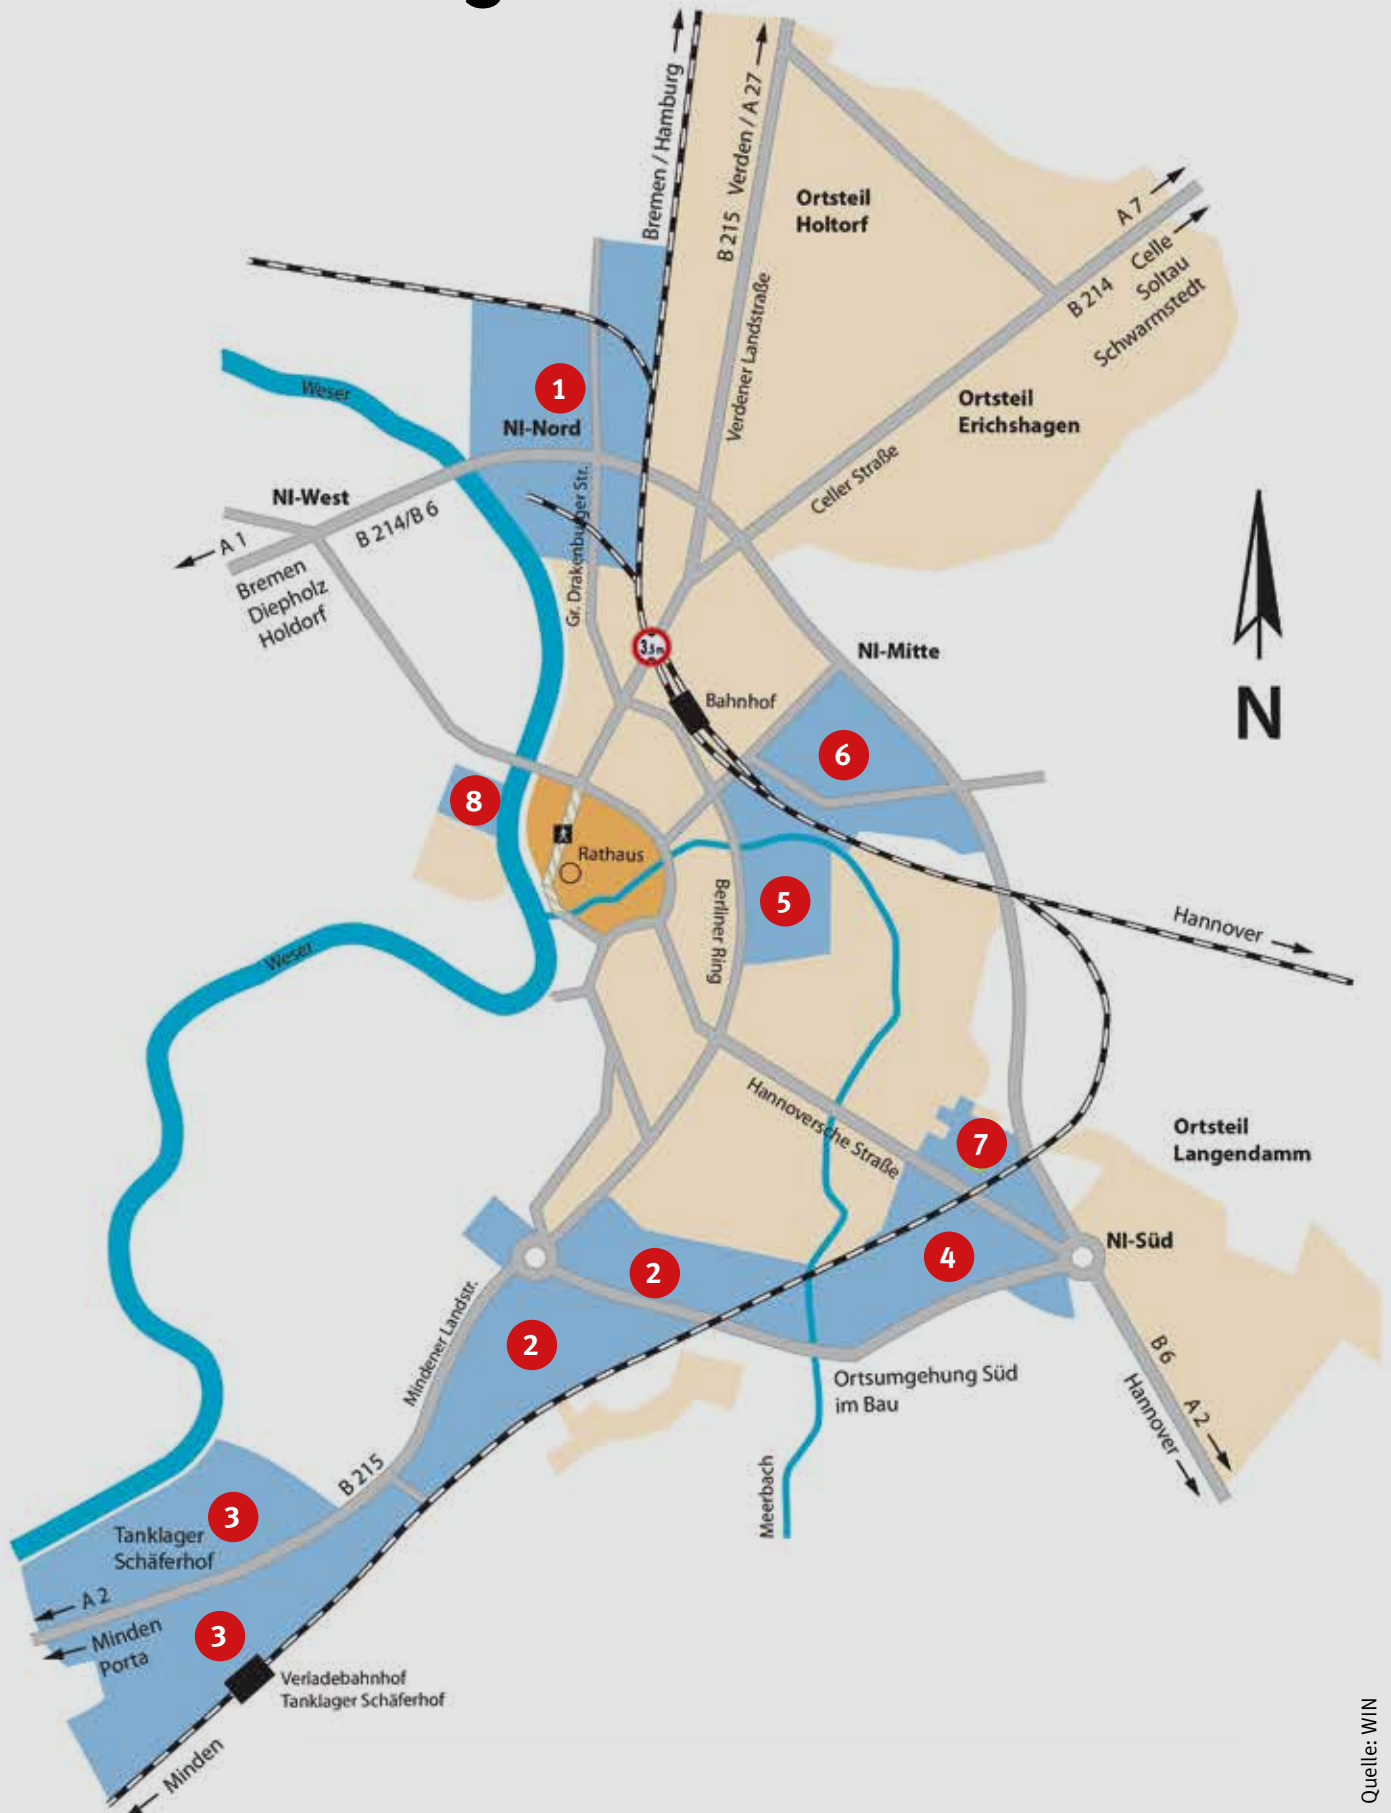 Bremen / Hamburg
B 215 Verden / A 27
Verdener Landstraße
Ortsteil
Holtorf
A 7
B 214
Celle
Soltau
Schwarmstedt
Ortsteil
Erichshagen
Celler Straße
Weser
1
NI-Nord
NI-West
B 214/B 6
A 1
Bremen
Diepholz
Holdorf
Gr. Drakenburger Str.
3,5m
NI-Mitte
Bahnhof
N
6
8
Rathaus
5
Berliner Ring
Hannover
Weser
Hannoversche Straße
7
Ortsteil
Langendamm
NI-Süd
4
2
2
Mindener Landstr.
Ortsumgehung Süd
im Bau
B 6
A 2
Hannover
Meerbach
B 215
3
Tanklager
Schäferhof
A 2
Minden
Porta
3
Verladebahnhof
Tanklager Schäferhof
Minden
Quelle: WIN